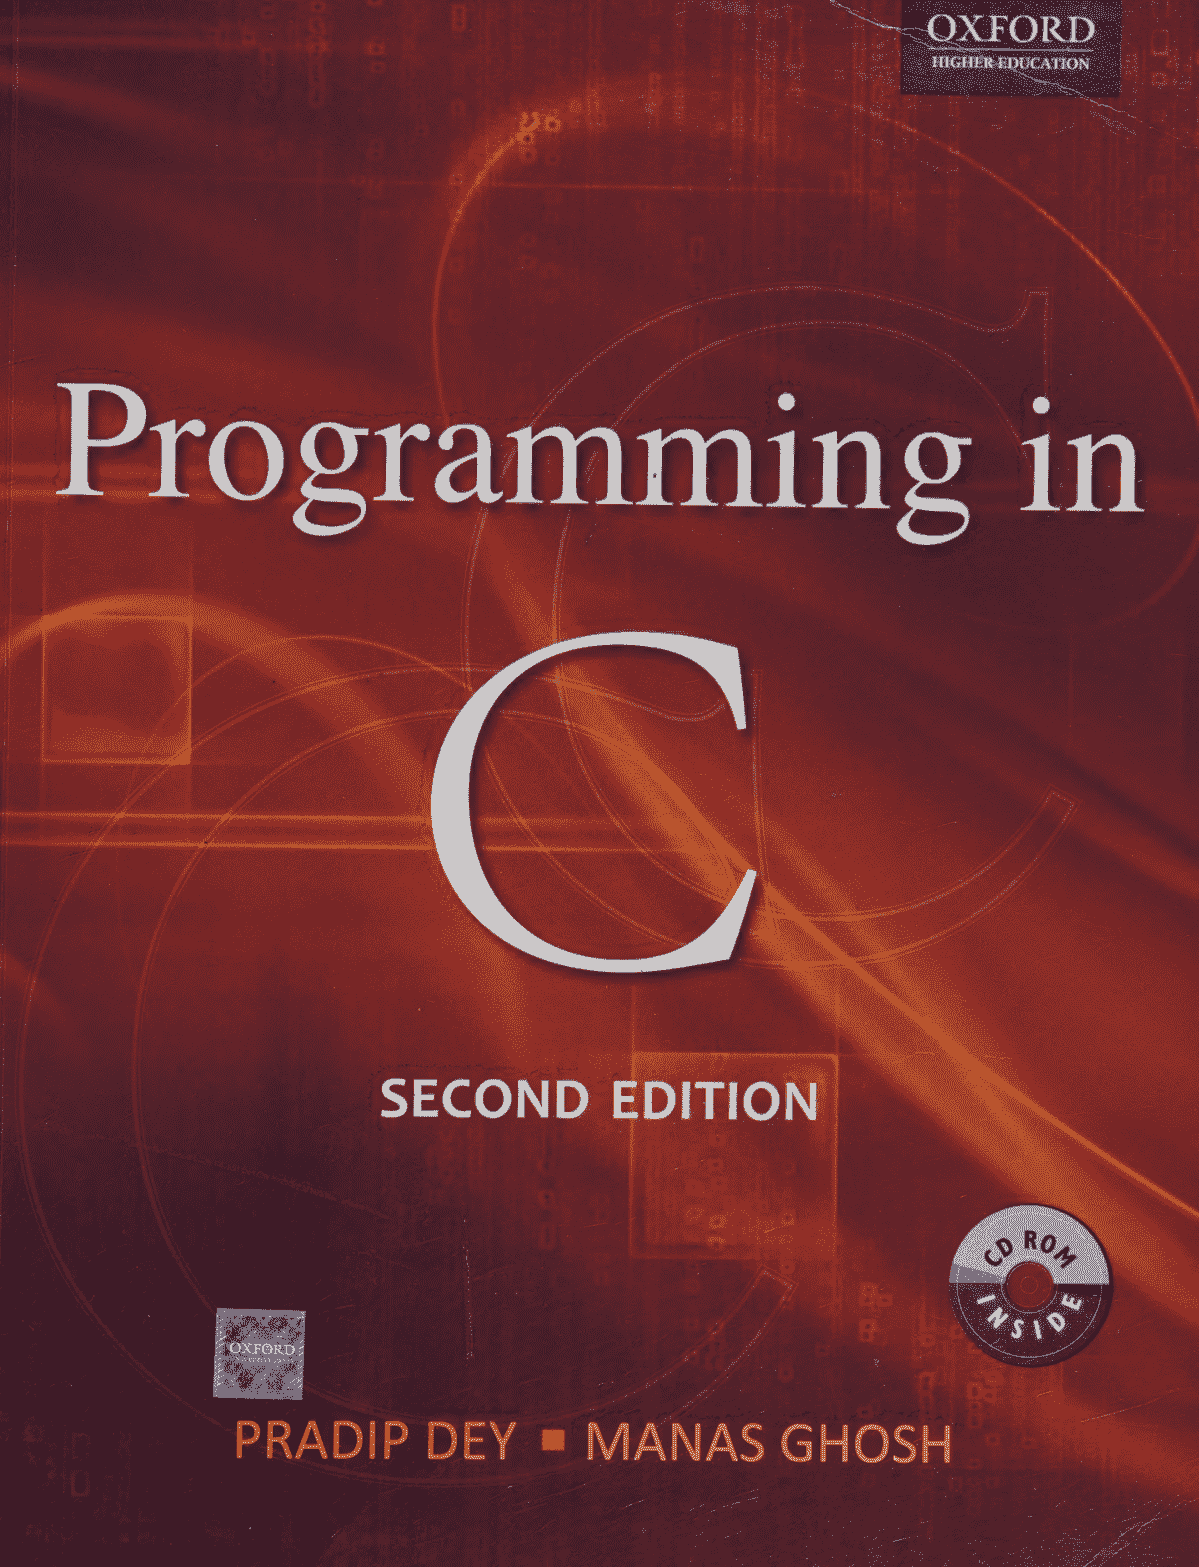 OXFORD
HIGHER EDUCATION
Programming in
C
SECOND EDITION
CD ROM
INSIDE
OXFORD
PRADIP DEY ■ MANAS GHOSH